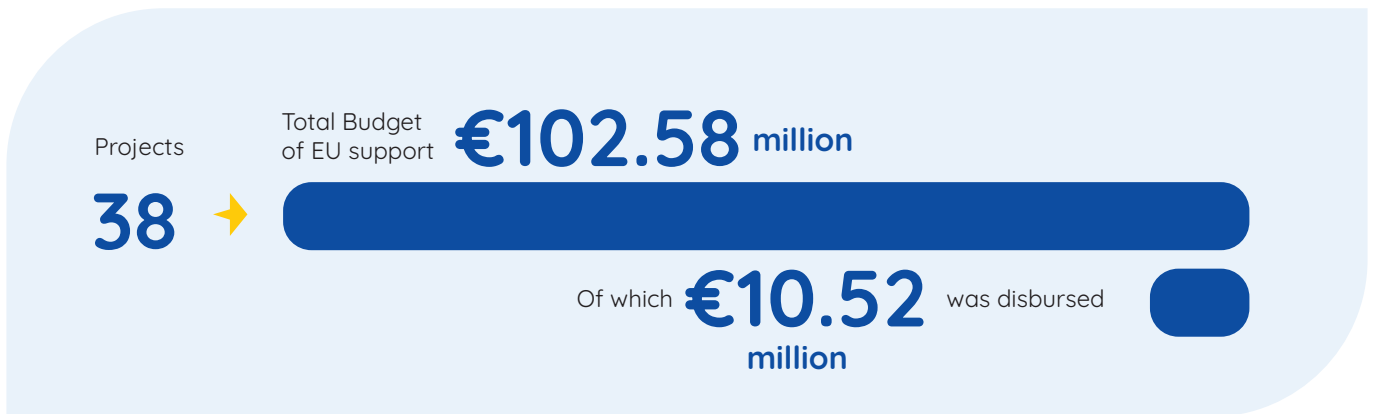 Projects
38
Total Budget
of EU support
€102.58 million
Of which €10.52 was disbursed
million